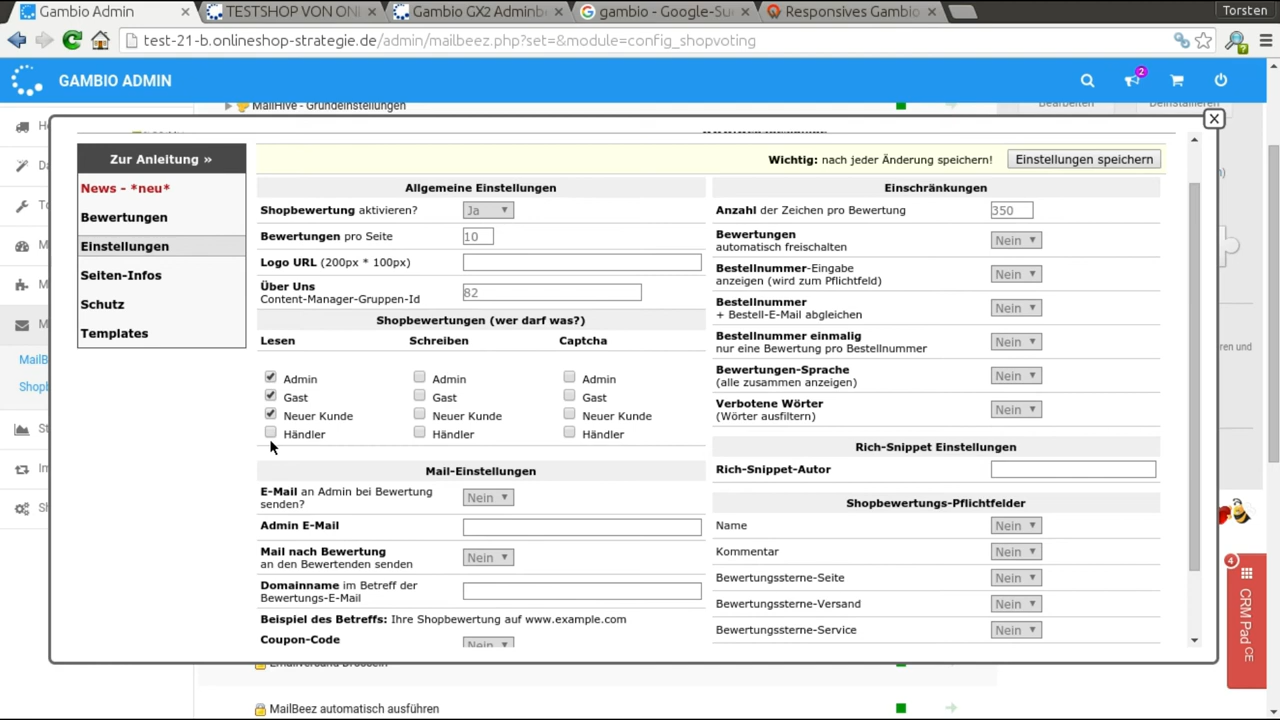 Gambio Admin
TESTSHOP VON ONL
Gambio GX2 Adminb
gambio - Google-Su
Responsives Gambio
Torsten
test-21-b.onlineshop-strategie.de/admin/mailbeez.php?set=&module=config_shopvoting
GAMBIO ADMIN
2
MailHive - Grundeinstellungen
Bearbeiten
Deinstallieren
Zur Anleitung »
News - *neu*
Bewertungen
Einstellungen
Seiten-Infos
Schutz
Templates
Wichtig: nach jeder Änderung speichern!
Einstellungen speichern
Allgemeine Einstellungen
Shopbewertung aktivieren?
Ja
Bewertungen pro Seite
10
Logo URL (200px * 100px)
Über Uns
Content-Manager-Gruppen-Id
82
Shopbewertungen (wer darf was?)
Lesen
Schreiben
Captcha
Admin
Admin
Admin
Gast
Gast
Gast
Neuer Kunde
Neuer Kunde
Neuer Kunde
Händler
Händler
Händler
Mail-Einstellungen
E-Mail an Admin bei Bewertung
senden?
Nein
Admin E-Mail
Mail nach Bewertung
an den Bewertenden senden
Nein
Domainname im Betreff der
Bewertungs-E-Mail
Beispiel des Betreffs: Ihre Shopbewertung auf www.example.com
Coupon-Code
Nein
Einschränkungen
Anzahl der Zeichen pro Bewertung
350
Bewertungen
automatisch freischalten
Nein
Bestellnummer-Eingabe
anzeigen (wird zum Pflichtfeld)
Nein
Bestellnummer
+ Bestell-E-Mail abgleichen
Nein
Bestellnummer einmalig
nur eine Bewertung pro Bestellnummer
Nein
Bewertungen-Sprache
(alle zusammen anzeigen)
Nein
Verbotene Wörter
(Wörter ausfiltern)
Nein
Rich-Snippet Einstellungen
Rich-Snippet-Autor
Shopbewertungs-Pflichtfelder
Name
Nein
Kommentar
Nein
Bewertungssterne-Seite
Nein
Bewertungssterne-Versand
Nein
Bewertungssterne-Service
Nein
MailB
Shopb
en und
4
CRM Pad CE
Emailversand Drosseln
MailBeez automatisch ausführen